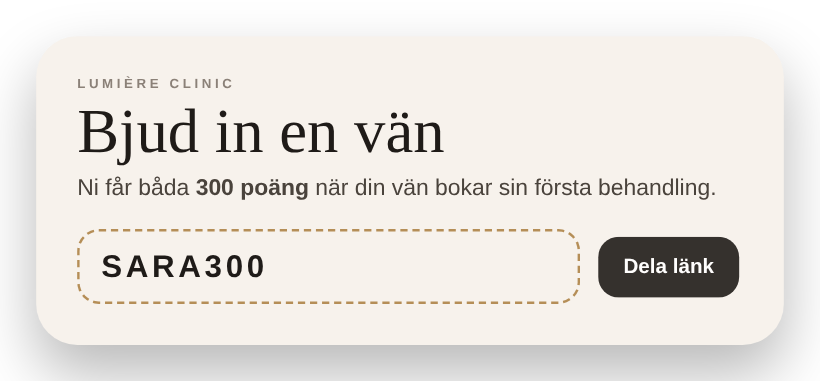 LUMIÈRE CLINIC
Bjud in en vän
Ni får båda 300 poäng när din vän bokar sin första behandling.
SARA300
Dela länk